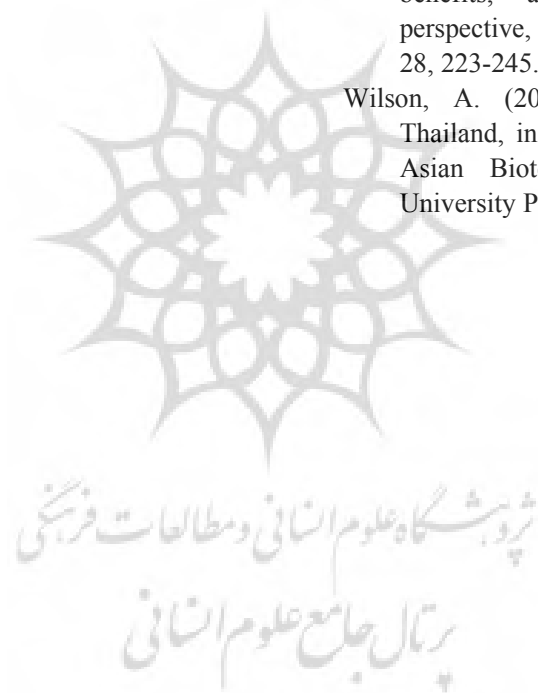 benefits, a
perspective,
28, 223-245.
Wilson, A. (20
Thailand, in
Asian Biot
University P
پژوهشگاه علوم انسانی و مطالعات فرهنگی
پرتال جامع علوم انسانی